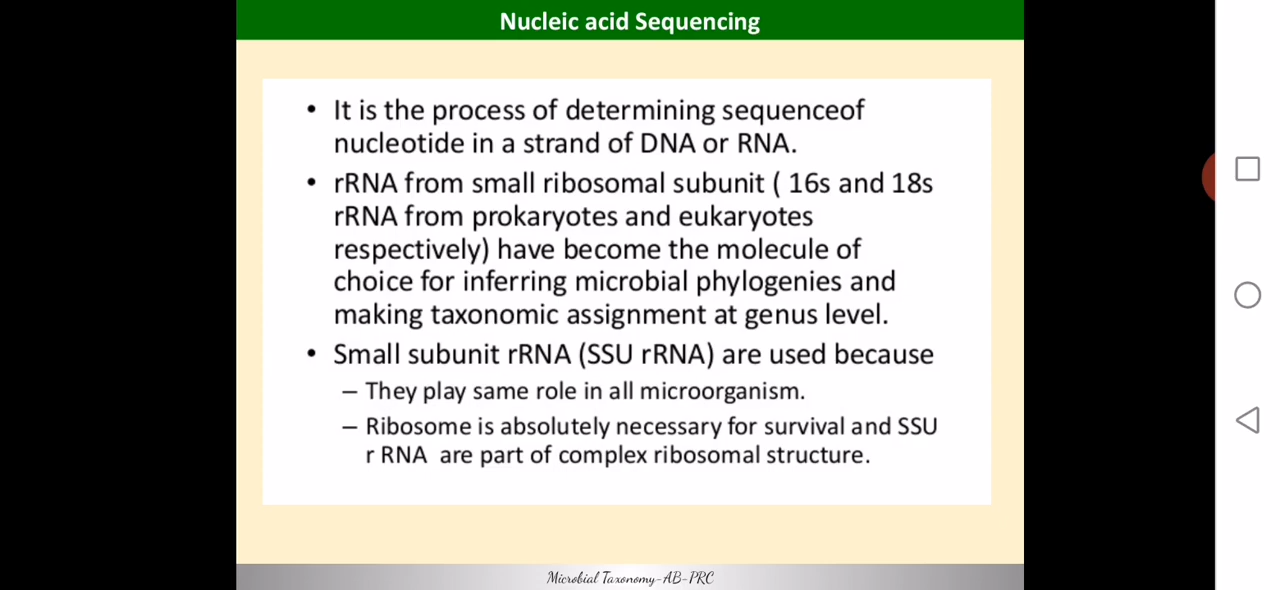 Nucleic acid Sequencing
• It is the process of determining sequenceof
nucleotide in a strand of DNA or RNA.
• rRNA from small ribosomal subunit ( 16s and 18s
rRNA from prokaryotes and eukaryotes
respectively) have become the molecule of
choice for inferring microbial phylogenies and
making taxonomic assignment at genus level.
• Small subunit rRNA (SSU rRNA) are used because
– They play same role in all microorganism.
– Ribosome is absolutely necessary for survival and SSU
r RNA are part of complex ribosomal structure.
Microbial Taxonomy-AB-PRC